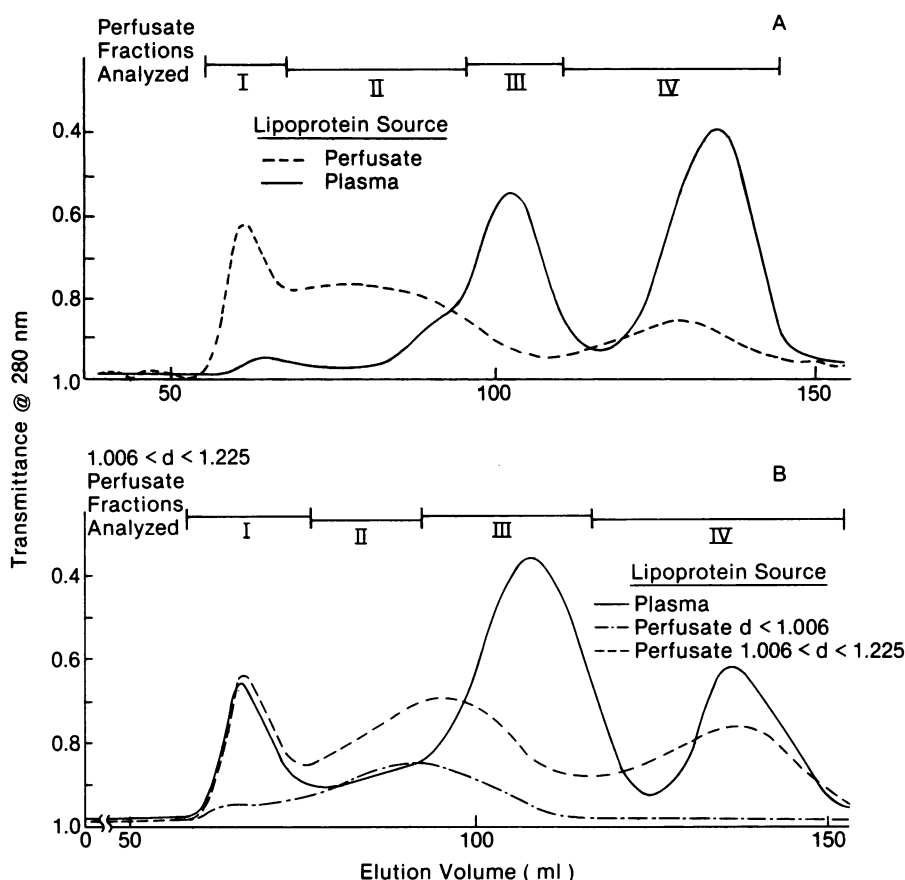 A
Perfusate
Fractions
Analyzed
I II III IV
Lipoprotein Source
Perfusate
Plasma
0.4
0.6
0.8
1.0
50 100 150
Transmittance @ 280 nm
1.006 < d < 1.225
B
Perfusate
Fractions
Analyzed
I II III IV
Lipoprotein Source
Plasma
Perfusate d < 1.006
Perfusate 1.006 < d < 1.225
0.4
0.6
0.8
1.0
0 50 100 150
Elution Volume ( ml )